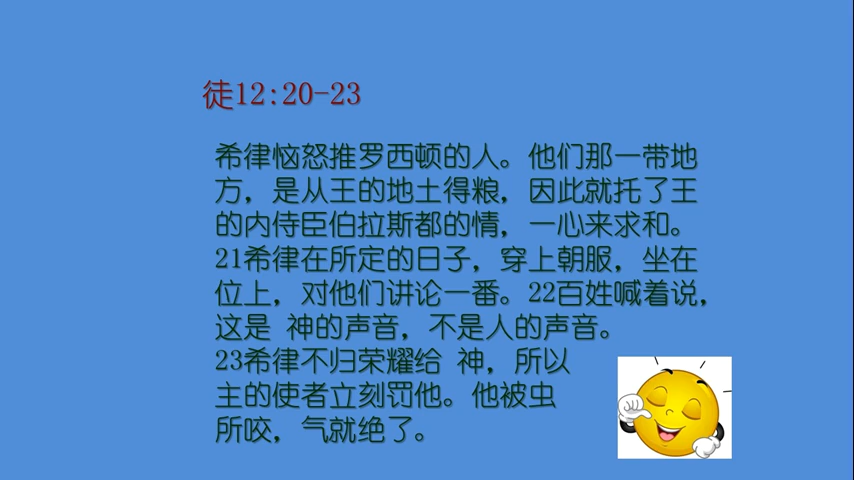 徒12:20-23
希律恼怒推罗西顿的人。他们那一带地
方，是从王的地土得粮，因此就托了王
的内侍臣伯拉斯都的情，一心来求和。
21希律在所定的日子，穿上朝服，坐在
位上，对他们讲论一番。22百姓喊着说，
这是 神的声音，不是人的声音。
23希律不归荣耀给 神，所以
主的使者立刻罚他。他被虫
所咬，气就绝了。